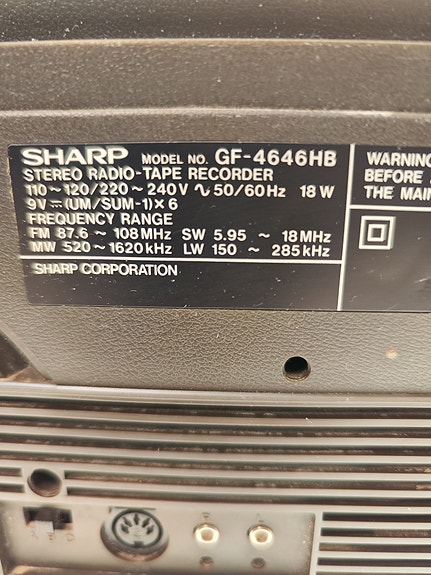 SHARP MODEL NO. GF-4646HB
STEREO RADIO-TAPE RECORDER
110 ~ 120/220 ~ 240V ∿ 50/60Hz 18W
9V ⎓ (UM/SUM-1)×6
FREQUENCY RANGE
FM 87.6 ~ 108MHz SW 5.95 ~ 18MHz
MW 520 ~ 1620kHz LW 150 ~ 285kHz
SHARP CORPORATION
WARNING
BEFORE
THE MAIN